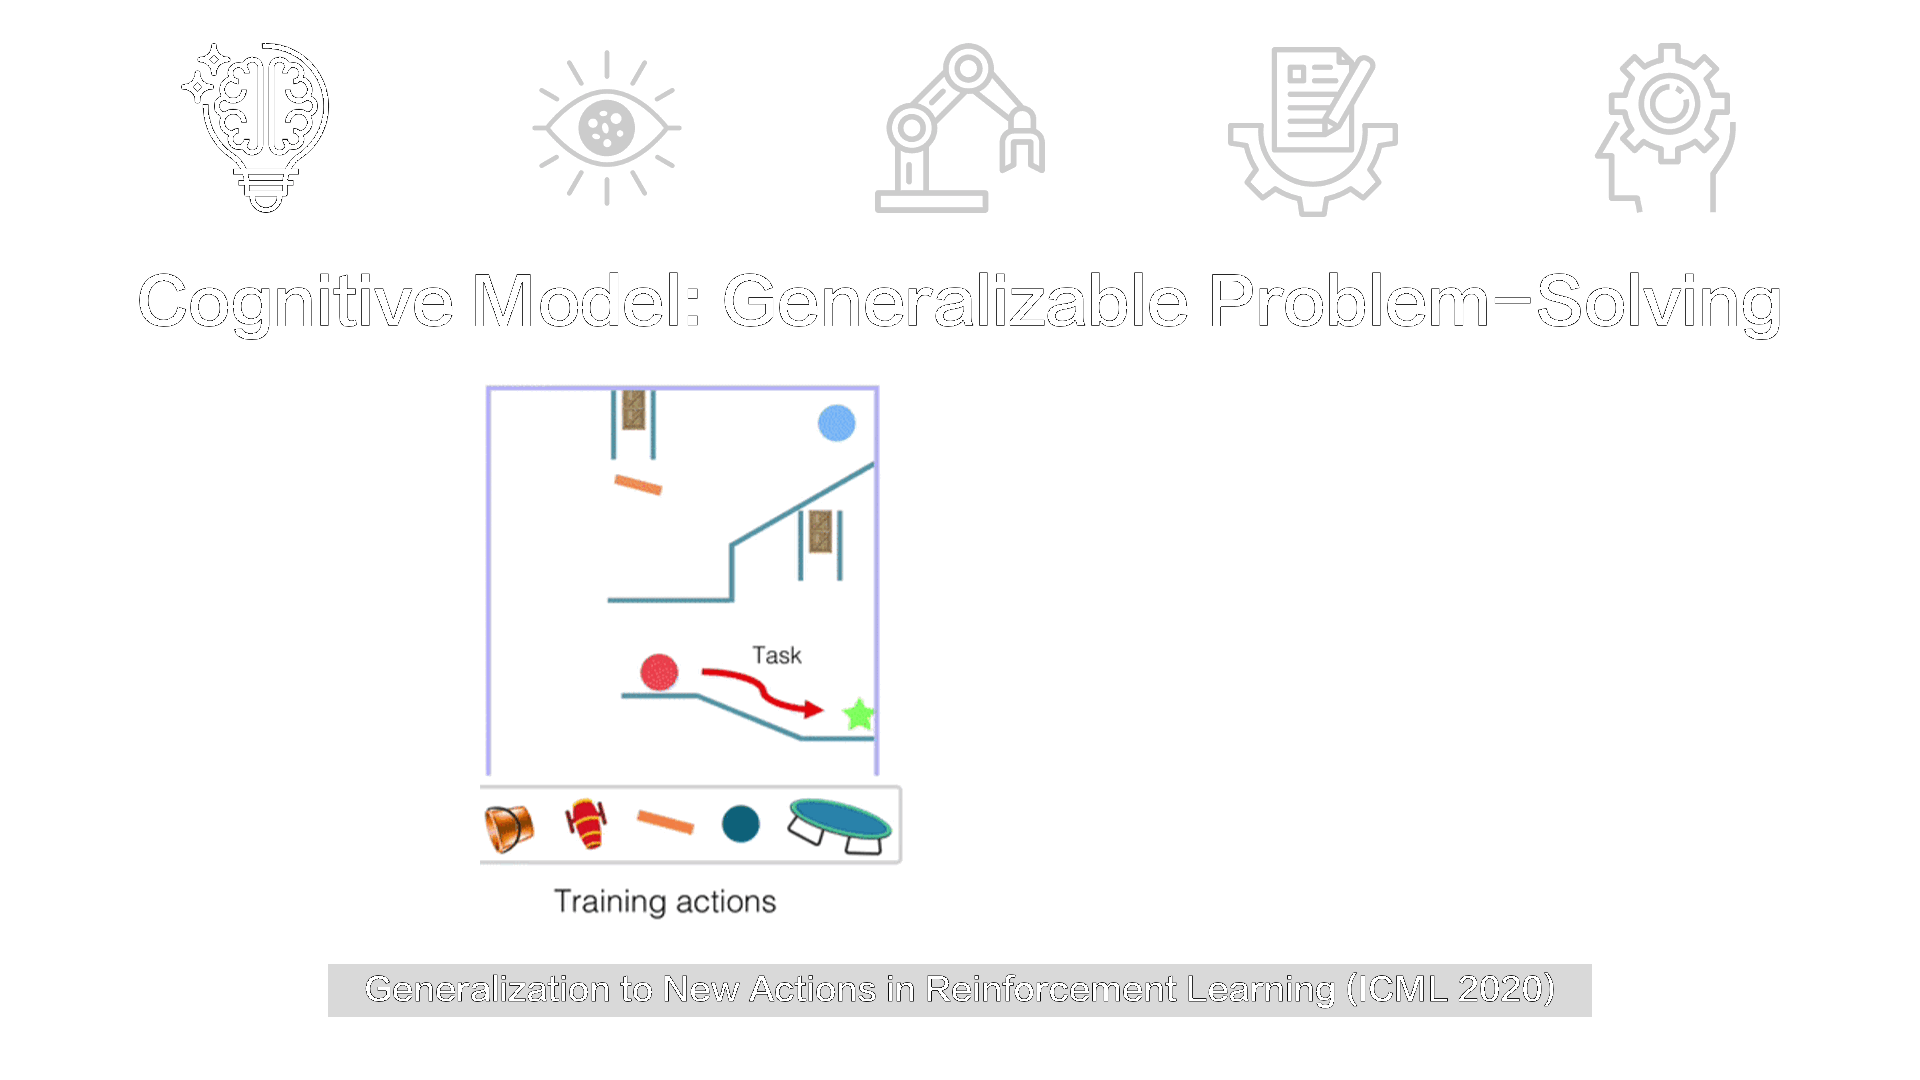 Cognitive Model: Generalizable Problem-Solving
Task
Training actions
Generalization to New Actions in Reinforcement Learning (ICML 2020)